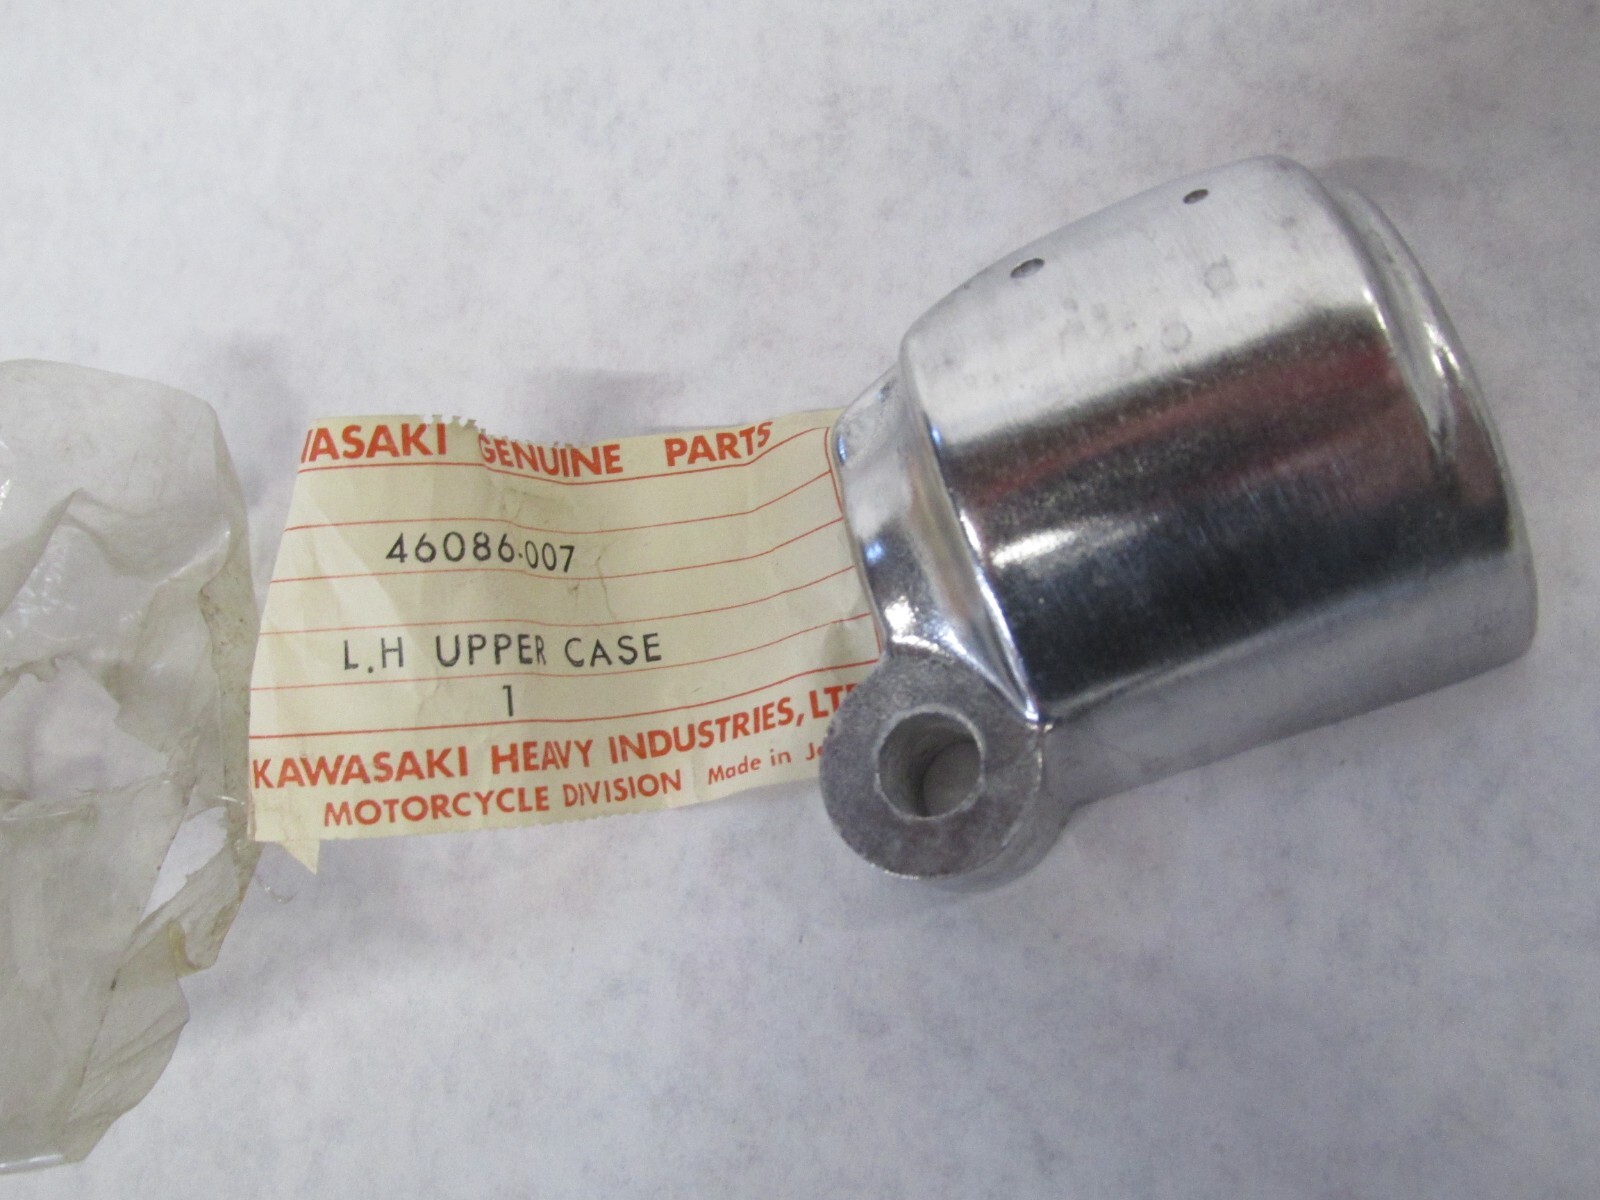 WASAKI GENUINE PARTS
46086-007
L.H UPPER CASE
1
KAWASAKI HEAVY INDUSTRIES, LT
MOTORCYCLE DIVISION Made in